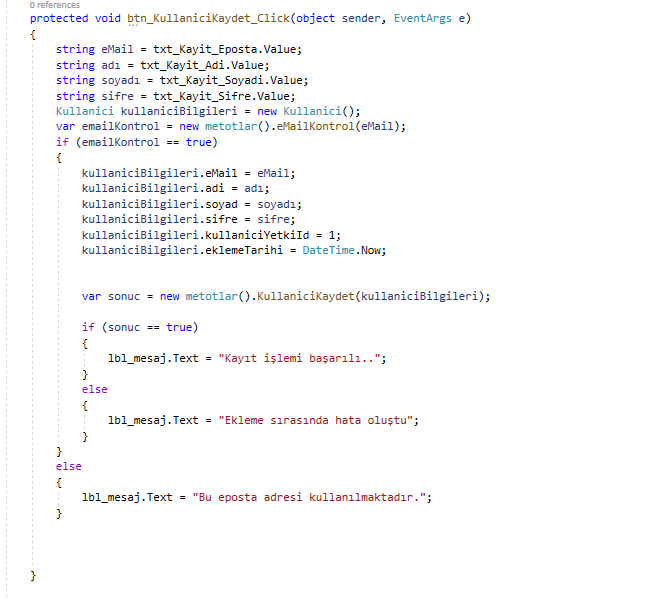 0 references
protected void btn_KullaniciKaydet_Click(object sender, EventArgs e)
{
string eMail = txt_Kayit_Eposta.Value;
string adı = txt_Kayit_Adi.Value;
string soyadı = txt_Kayit_Soyadi.Value;
string sifre = txt_Kayit_Sifre.Value;
Kullanici kullaniciBilgileri = new Kullanici();
var emailKontrol = new metotlar().eMailKontrol(eMail);
if (emailKontrol == true)
{
kullaniciBilgileri.eMail = eMail;
kullaniciBilgileri.adi = adı;
kullaniciBilgileri.soyad = soyadı;
kullaniciBilgileri.sifre = sifre;
kullaniciBilgileri.kullaniciYetkiId = 1;
kullaniciBilgileri.eklemeTarihi = DateTime.Now;
var sonuc = new metotlar().KullaniciKaydet(kullaniciBilgileri);
if (sonuc == true)
{
lbl_mesaj.Text = "Kayıt işlemi başarılı..";
}
else
{
lbl_mesaj.Text = "Ekleme sırasında hata oluştu";
}
}
else
{
lbl_mesaj.Text = "Bu eposta adresi kullanılmaktadır.";
}
}